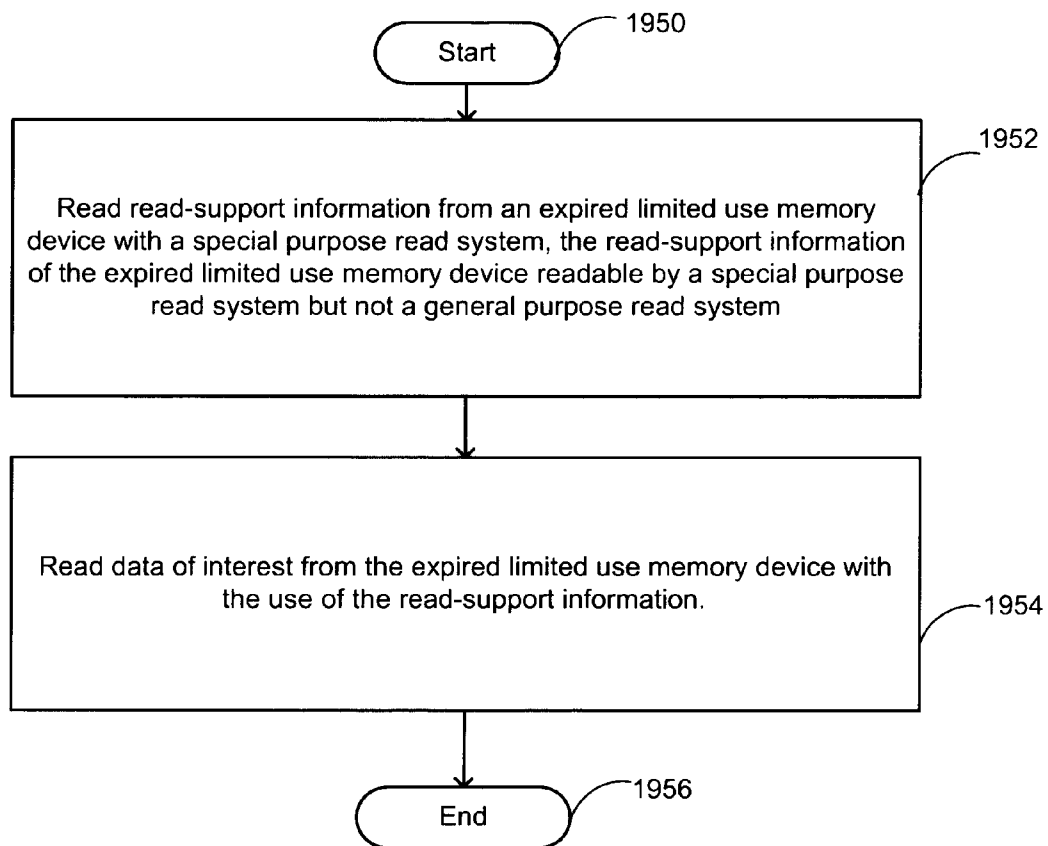 1950
Start
1952
Read read-support information from an expired limited use memory
device with a special purpose read system, the read-support information
of the expired limited use memory device readable by a special purpose
read system but not a general purpose read system
Read data of interest from the expired limited use memory device with
the use of the read-support information.
1954
1956
End